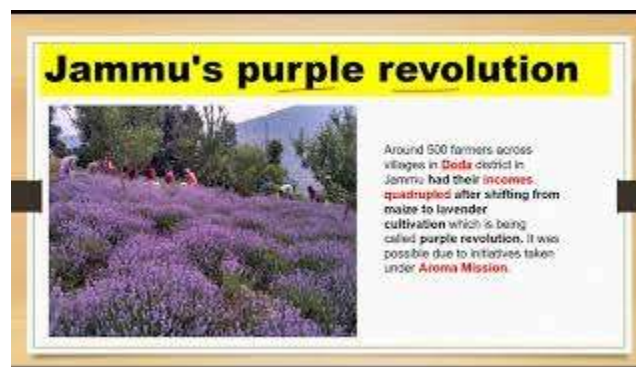 Jammu's purple revolution
Around 500 farmers across
villages in Doda district in
Jammu had their incomes
quadrupled after shifting from
maize to lavender
cultivation which is being
called purple revolution. It was
possible due to initiatives taken
under Aroma Mission.